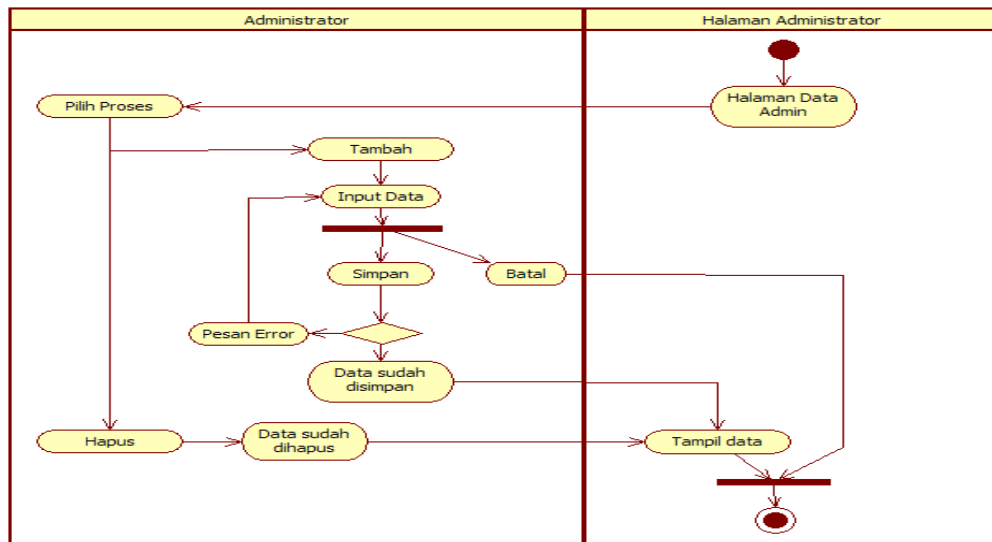 Administrator
Halaman Administrator
Halaman Data
Admin
Pilih Proses
Tambah
Input Data
Simpan
Batal
Pesan Error
Data sudah
disimpan
Hapus
Data sudah
dihapus
Tampil data